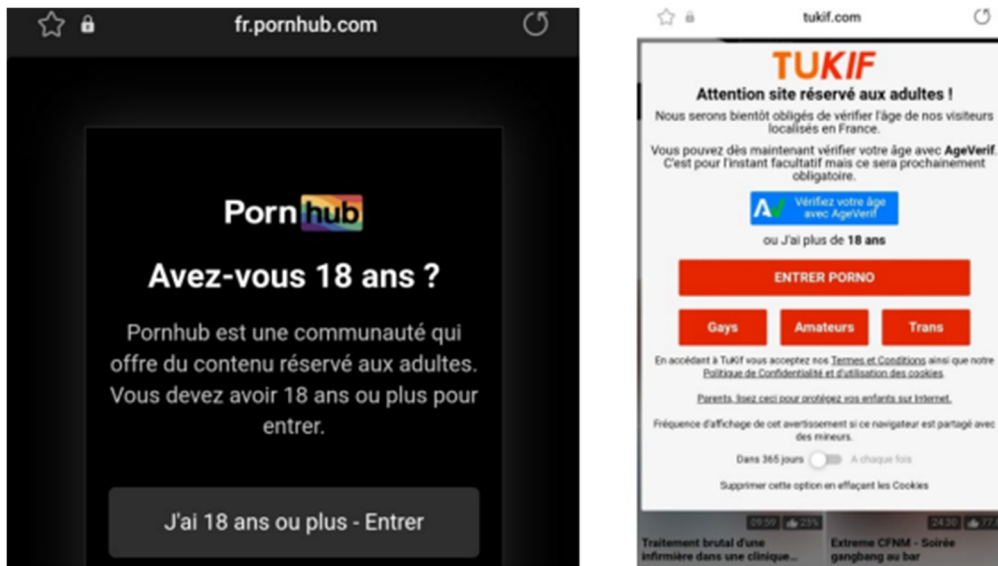 fr.pornhub.com
Pornhub
Avez-vous 18 ans ?
Pornhub est une communauté qui
offre du contenu réservé aux adultes.
Vous devez avoir 18 ans ou plus pour
entrer.
J'ai 18 ans ou plus - Entrer
tukif.com
TUKIF
Attention site réservé aux adultes !
Nous serons bientôt obligés de vérifier l'âge de nos visiteurs
localisés en France.
Vous pouvez dès maintenant vérifier votre âge avec AgeVerif.
C'est pour l'instant facultatif mais ce sera prochainement
obligatoire.
Vérifiez votre âge
avec AgeVerif
ou J'ai plus de 18 ans
ENTRER PORNO
Gays
Amateurs
Trans
En accédant à TuKif vous acceptez nos Termes et Conditions ainsi que notre
Politique de Confidentialité et d'utilisation des cookies.
Parents, lisez ceci pour protégez vos enfants sur Internet.
Fréquence d'affichage de cet avertissement si ce navigateur est partagé avec
des mineurs.
Dans 365 jours A chaque fois
Supprimer cette option en effaçant les Cookies
09:59 25%
24:30
Traitement brutal d'une
infirmière dans une clinique...
Extreme CFNM - Soirée
gangbang au bar